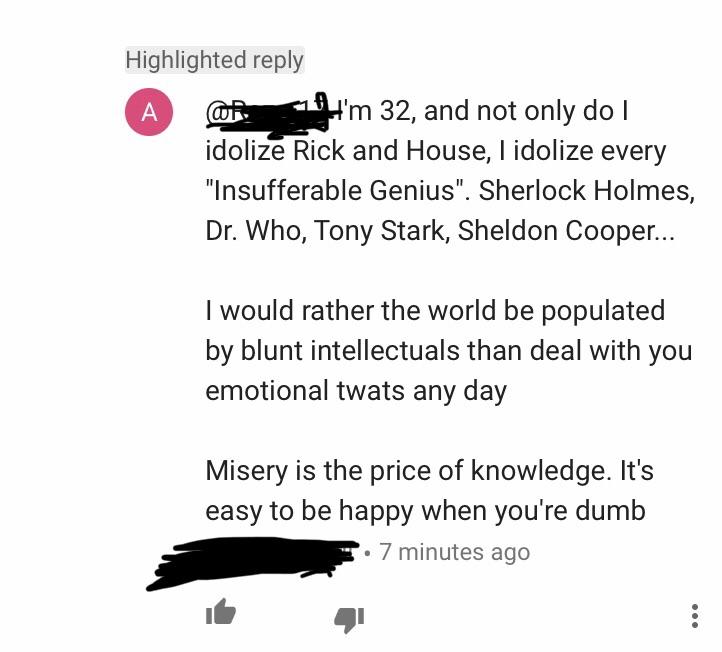 Highlighted reply
A
I'm 32, and not only do I
idolize Rick and House, I idolize every
"Insufferable Genius". Sherlock Holmes,
Dr. Who, Tony Stark, Sheldon Cooper...
I would rather the world be populated
by blunt intellectuals than deal with you
emotional twats any day
Misery is the price of knowledge. It's
easy to be happy when you're dumb
• 7 minutes ago